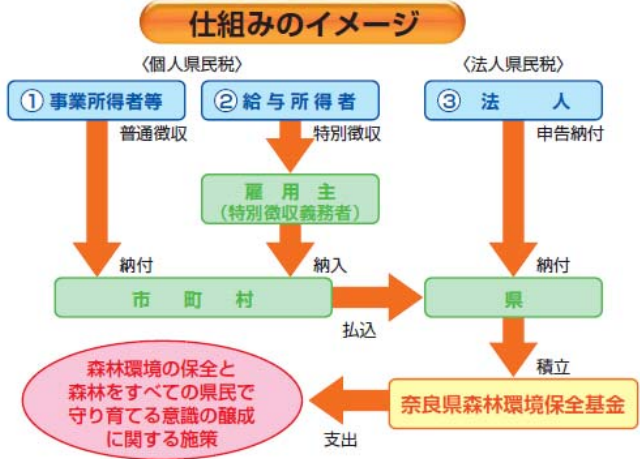 仕組みのイメージ
〈個人県民税〉
〈法人県民税〉
①事業所得者等
②給与所得者
③ 法 人
普通徴収
特別徴収
申告納付
雇 用 主
(特別徴収義務者)
納付
納入
納付
市 町 村
県
払込
積立
森林環境の保全と
森林をすべての県民で
守り育てる意識の醸成
に関する施策
奈良県森林環境保全基金
支出